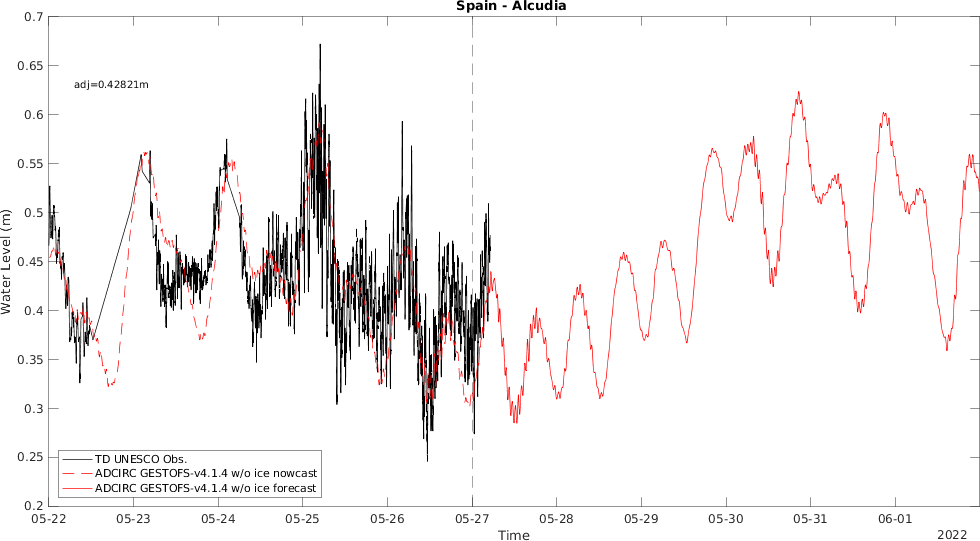 Spain - Alcudia
0.7
0.65
adj=0.42821m
0.6
0.55
0.5
0.45
0.4
0.35
0.3
0.25
0.2
Water Level (m)
TD UNESCO Obs.
ADCIRC GESTOFS-v4.1.4 w/o ice nowcast
ADCIRC GESTOFS-v4.1.4 w/o ice forecast
05-22 05-23 05-24 05-25 05-26 05-27 05-28 05-29 05-30 05-31 06-01
Time
2022